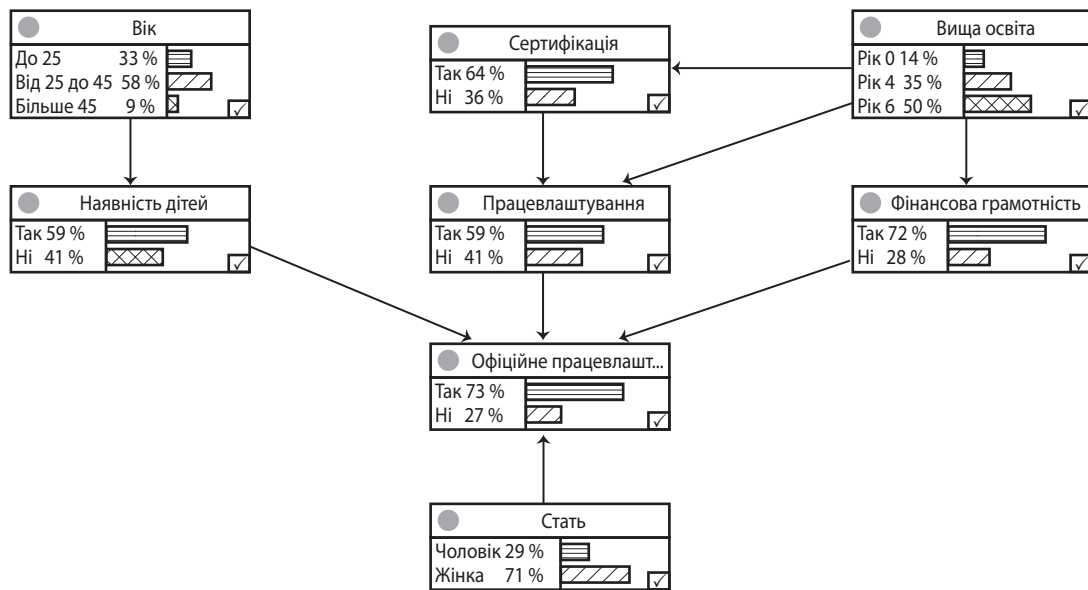 Вік
До 25 33 %
Від 25 до 45 58 %
Більше 45 9 %
Сертифікація
Так 64 %
Ні 36 %
Вища освіта
Рік 0 14 %
Рік 4 35 %
Рік 6 50 %
Наявність дітей
Так 59 %
Ні 41 %
Працевлаштування
Так 59 %
Ні 41 %
Фінансова грамотність
Так 72 %
Ні 28 %
Офіційне працевлашт...
Так 73 %
Ні 27 %
Стать
Чоловік 29 %
Жінка 71 %